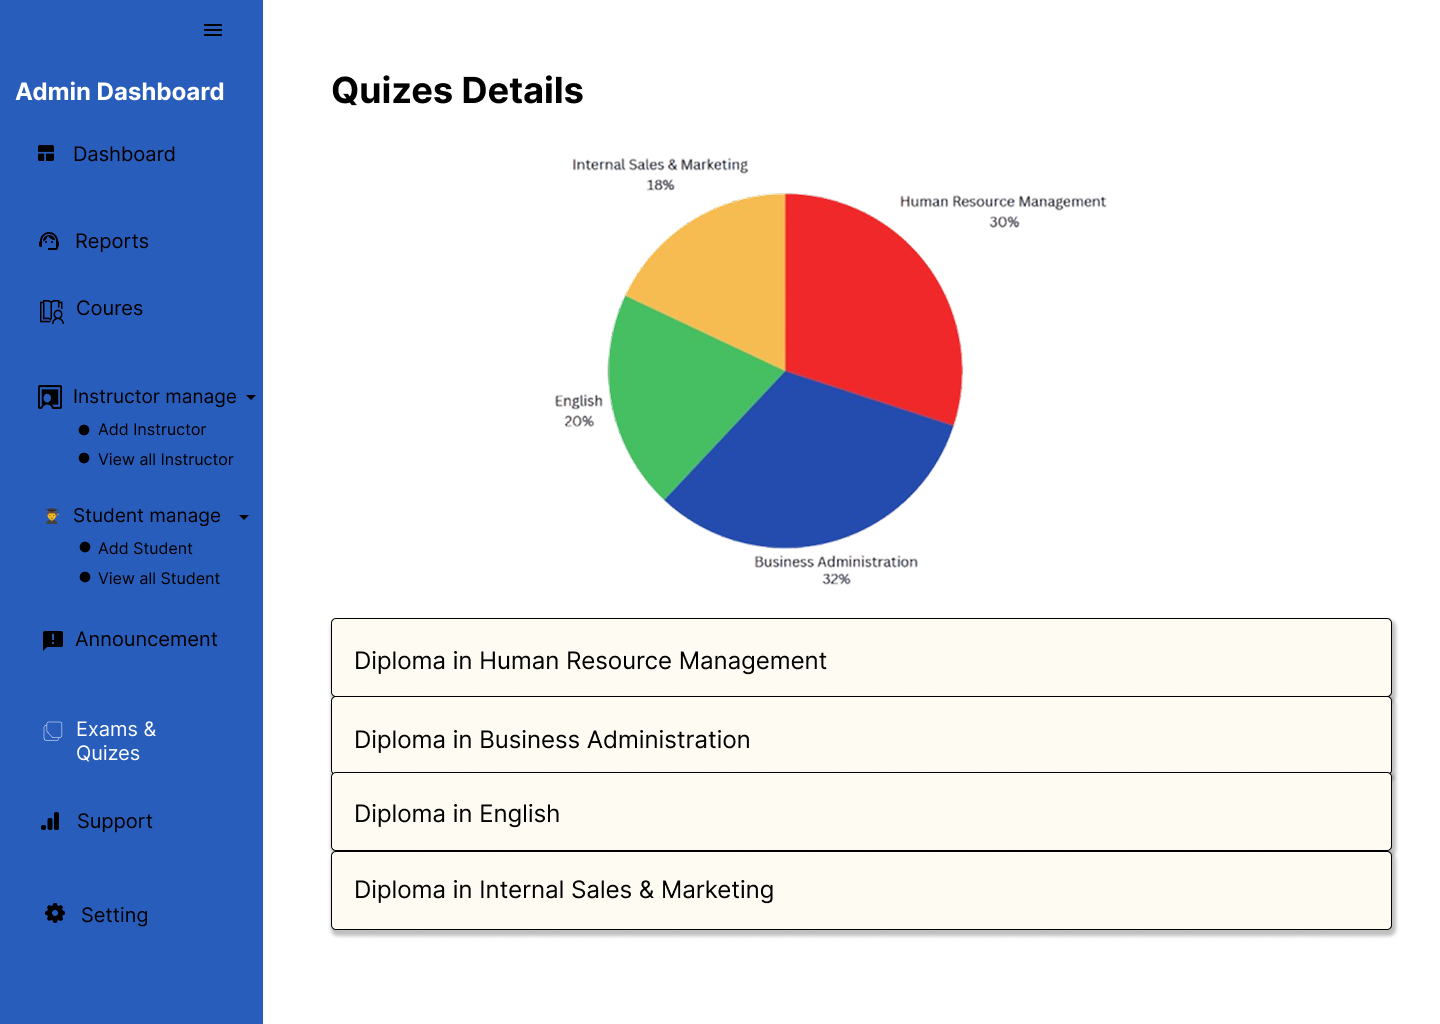 Admin Dashboard
Dashboard
Reports
Coures
Instructor manage
Add Instructor
View all Instructor
Student manage
Add Student
View all Student
Announcement
Exams &
Quizes
Support
Setting
Quizes Details
Internal Sales & Marketing
18%
Human Resource Management
30%
English
20%
Business Administration
32%
Diploma in Human Resource Management
Diploma in Business Administration
Diploma in English
Diploma in Internal Sales & Marketing